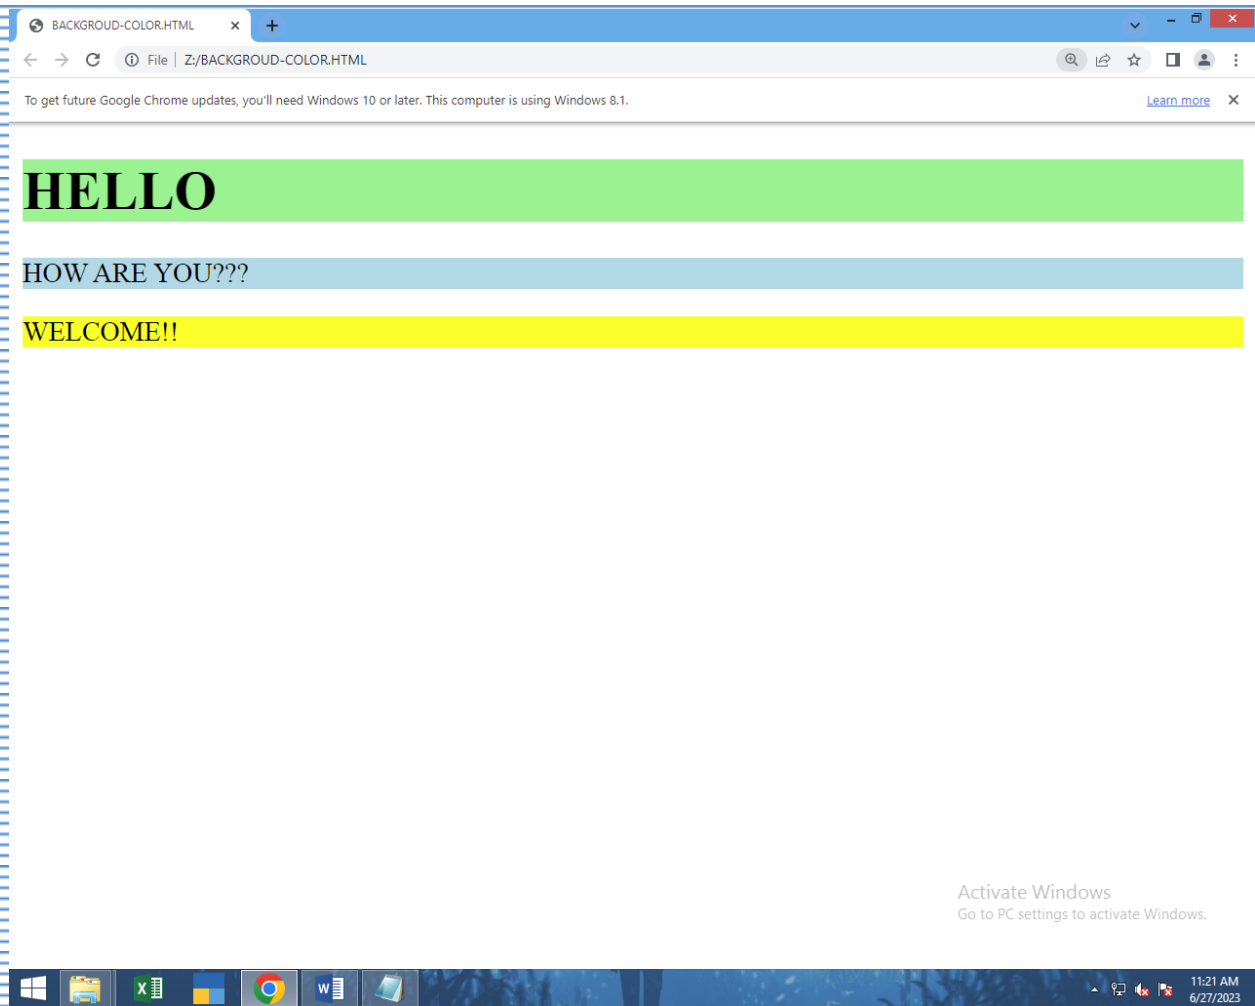 BACKGROUD-COLOR.HTML
File | Z:/BACKGROUD-COLOR.HTML
To get future Google Chrome updates, you'll need Windows 10 or later. This computer is using Windows 8.1. Learn more
HELLO
HOW ARE YOU???
WELCOME!!
Activate Windows
Go to PC settings to activate Windows.
11:21 AM
6/27/2023